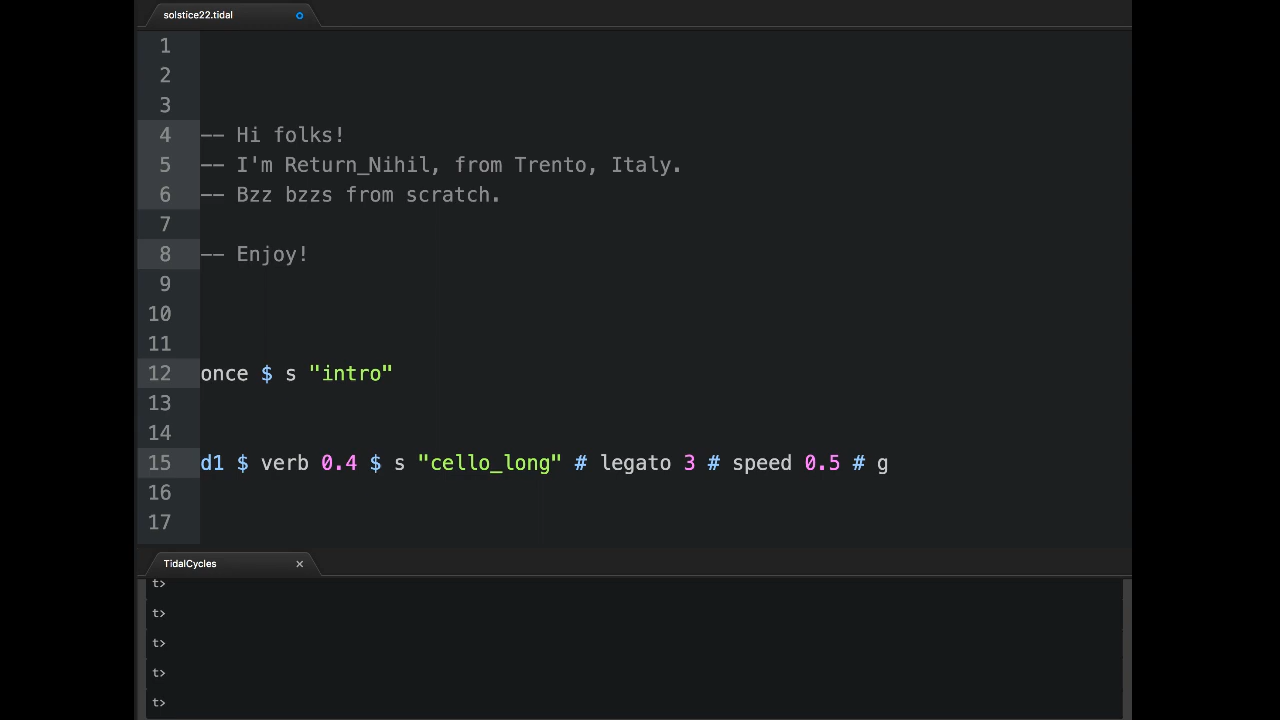 solstice22.tidal
1
2
3
4 -- Hi folks!
5 -- I'm Return_Nihil, from Trento, Italy.
6 -- Bzz bzzs from scratch.
7
8 -- Enjoy!
9
10
11
12 once $ s "intro"
13
14
15 d1 $ verb 0.4 $ s "cello_long" # legato 3 # speed 0.5 # g
16
17
TidalCycles ×
t>
t>
t>
t>
t>